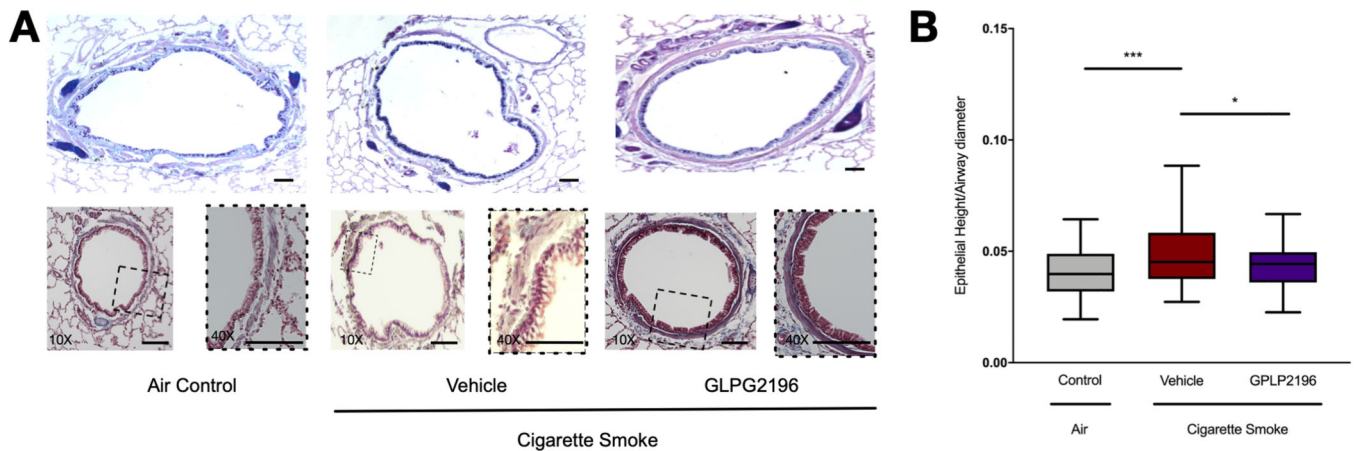 A
10X
40X
10X
40X
10X
40X
Air Control
Vehicle
GLPG2196
Cigarette Smoke
B
0.15
0.10
0.05
0.00
Epithelial Height/Airway diameter
***
*
Control
Vehicle
GPLP2196
Air
Cigarette Smoke